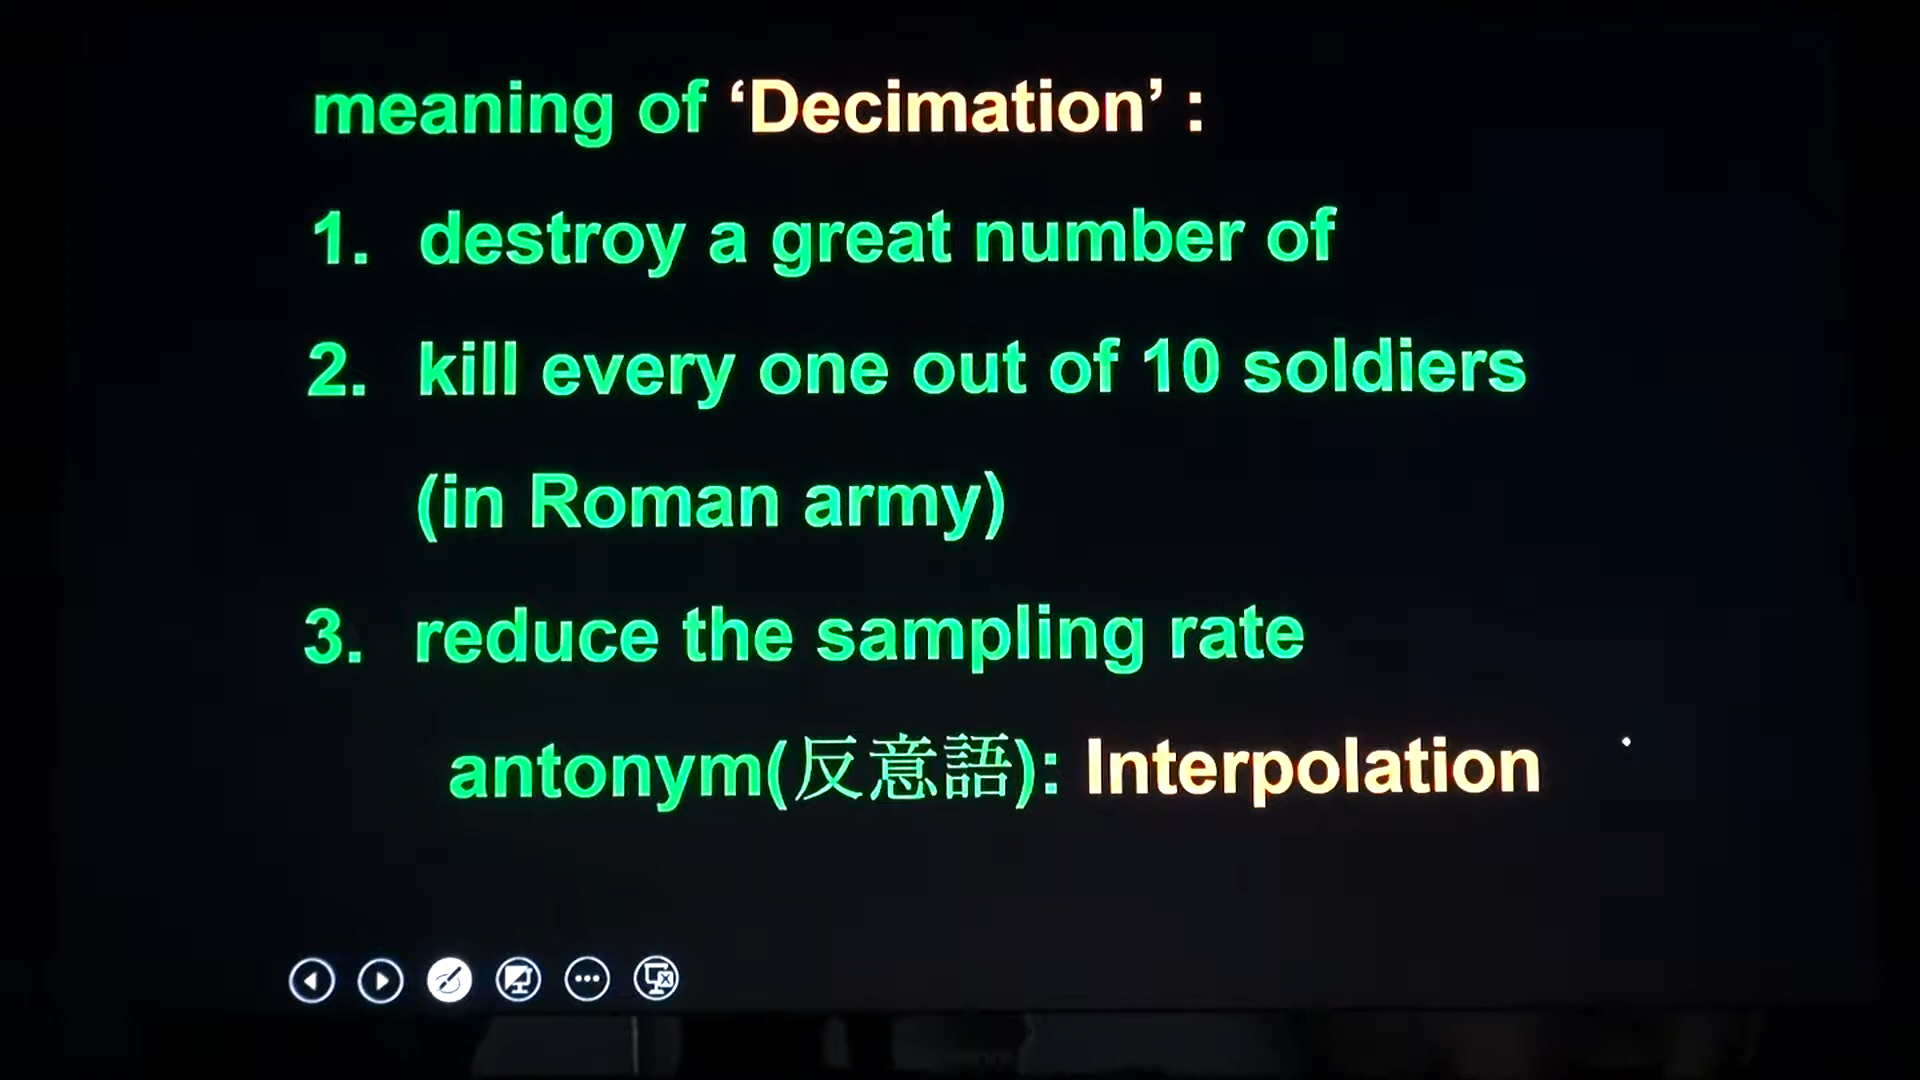 meaning of ‘Decimation’ :
1. destroy a great number of
2. kill every one out of 10 soldiers
(in Roman army)
3. reduce the sampling rate
antonym(反意語): Interpolation